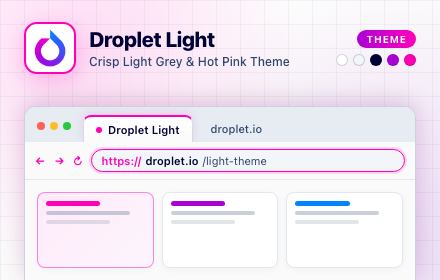 Droplet Light
THEME
Crisp Light Grey & Hot Pink Theme
Droplet Light
droplet.io
https:// droplet.io /light-theme